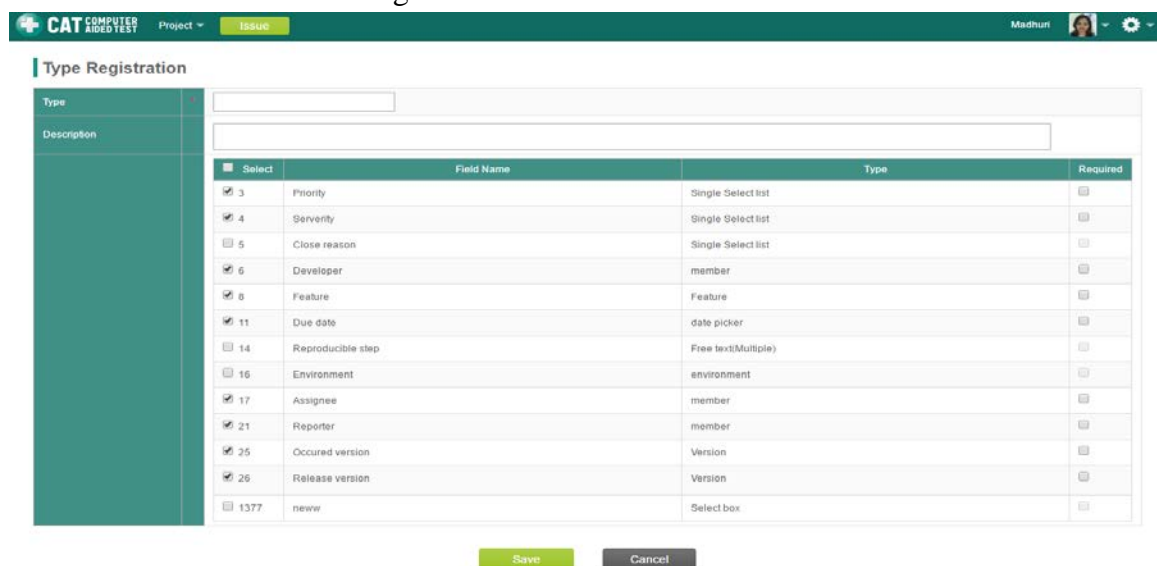 CAT COMPUTER AIDED TEST Project Issue Madhuri
Type Registration
Type *
Description
Select Field Name Type Required
3 Priority Single Select list
4 Serverity Single Select list
5 Close reason Single Select list
6 Developer member
8 Feature Feature
11 Due date date picker
14 Reproducible step Free text(Multiple)
16 Environment environment
17 Assignee member
21 Reporter member
25 Occured version Version
26 Release version Version
1377 neww Select box
Save Cancel